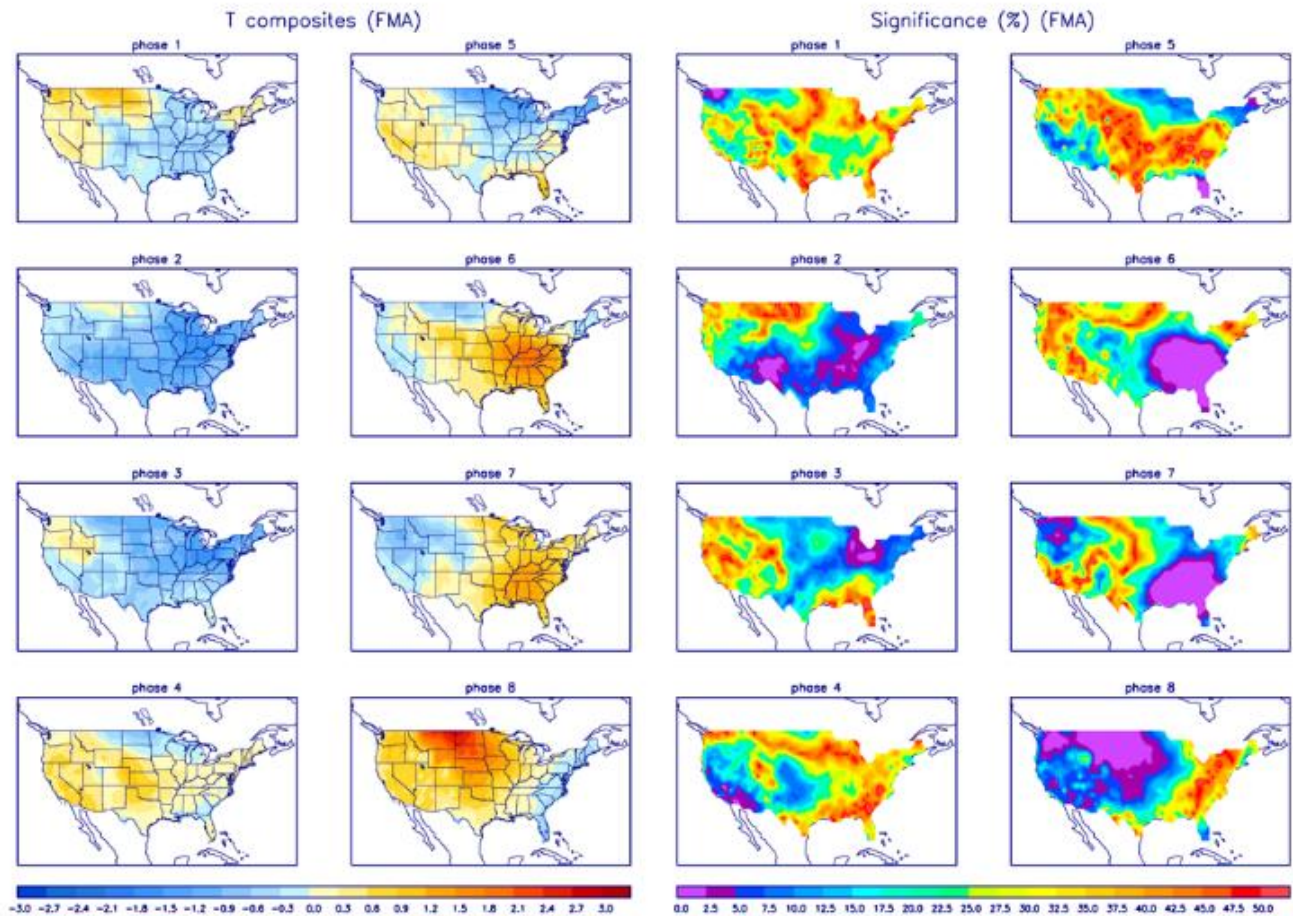 T composites (FMA)
Significance (%) (FMA)
phase 1
phase 5
phase 1
phase 5
phase 2
phase 6
phase 2
phase 6
phase 3
phase 7
phase 3
phase 7
phase 4
phase 8
phase 4
phase 8
-3.0 -2.7 -2.4 -2.1 -1.8 -1.5 -1.2 -0.9 -0.6 -0.3 0.0 0.3 0.6 0.9 1.2 1.5 1.8 2.1 2.4 2.7 3.0
0.0 2.5 5.0 7.5 10.0 12.5 15.0 17.5 20.0 22.5 25.0 27.5 30.0 32.5 35.0 37.5 40.0 42.5 45.0 47.5 50.0